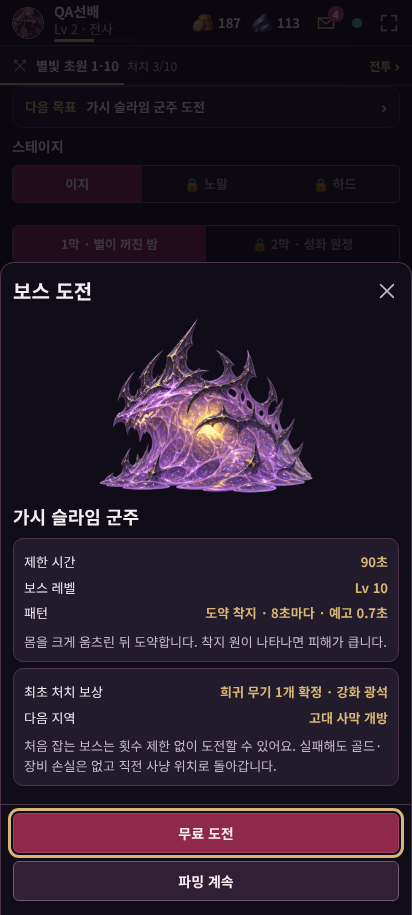 QA선배
Lv 2 · 전사
187
113
4
별빛 초원 1-10 처치 3/10
전투 ›
다음 목표 가시 슬라임 군주 도전 ›
스테이지
이지
노말
하드
1막 · 별이 꺼진 밤
2막 · 성좌 원정
보스 도전
가시 슬라임 군주
제한 시간 90초
보스 레벨 Lv 10
패턴 도약 착지 · 8초마다 · 예고 0.7초
몸을 크게 움츠린 뒤 도약합니다. 착지 원이 나타나면 피해가 큽니다.
최초 처치 보상 희귀 무기 1개 확정 · 강화 광석
다음 지역 고대 사막 개방
처음 잡는 보스는 횟수 제한 없이 도전할 수 있어요. 실패해도 골드·
장비 손실은 없고 직전 사냥 위치로 돌아갑니다.
무료 도전
파밍 계속